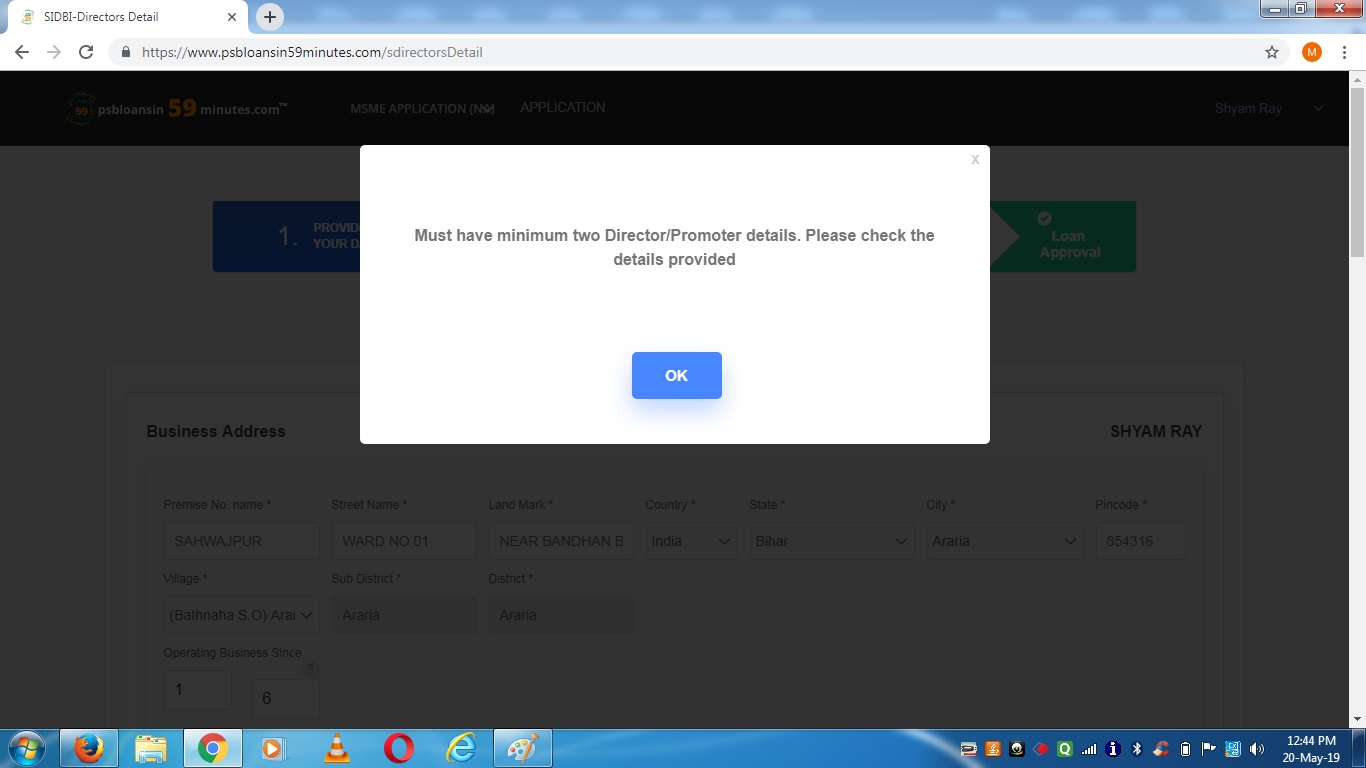 SIDBI-Directors Detail
https://www.psbloansin59minutes.com/sdirectorsDetail
M
59 psbloansin 59 minutes.com™
MSME APPLICATION
APPLICATION
Shyam Ray
x
1.
YOUR
Must have minimum two Director/Promoter details. Please check the
details provided
Loan
Approval
OK
Business Address
SHYAM RAY
Premise No. name * Street Name * Land Mark * Country * State * City * Pincode *
SAHWAJPUR WARD NO 01 NEAR BANDHAN B India Bihar Araria 854316
Village * Sub District * District *
(Bathnaha S.O) Arar Araria Araria
Operating Business Since
?
1 6
12:44 PM
20-May-19